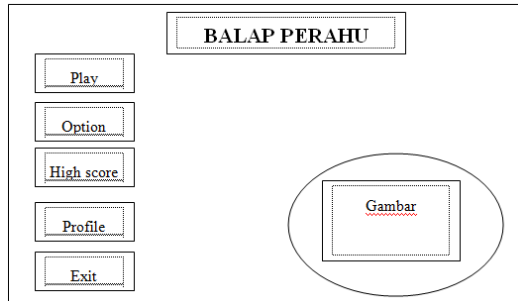 BALAP PERAHU
Play
Option
High score
Profile
Exit
Gambar